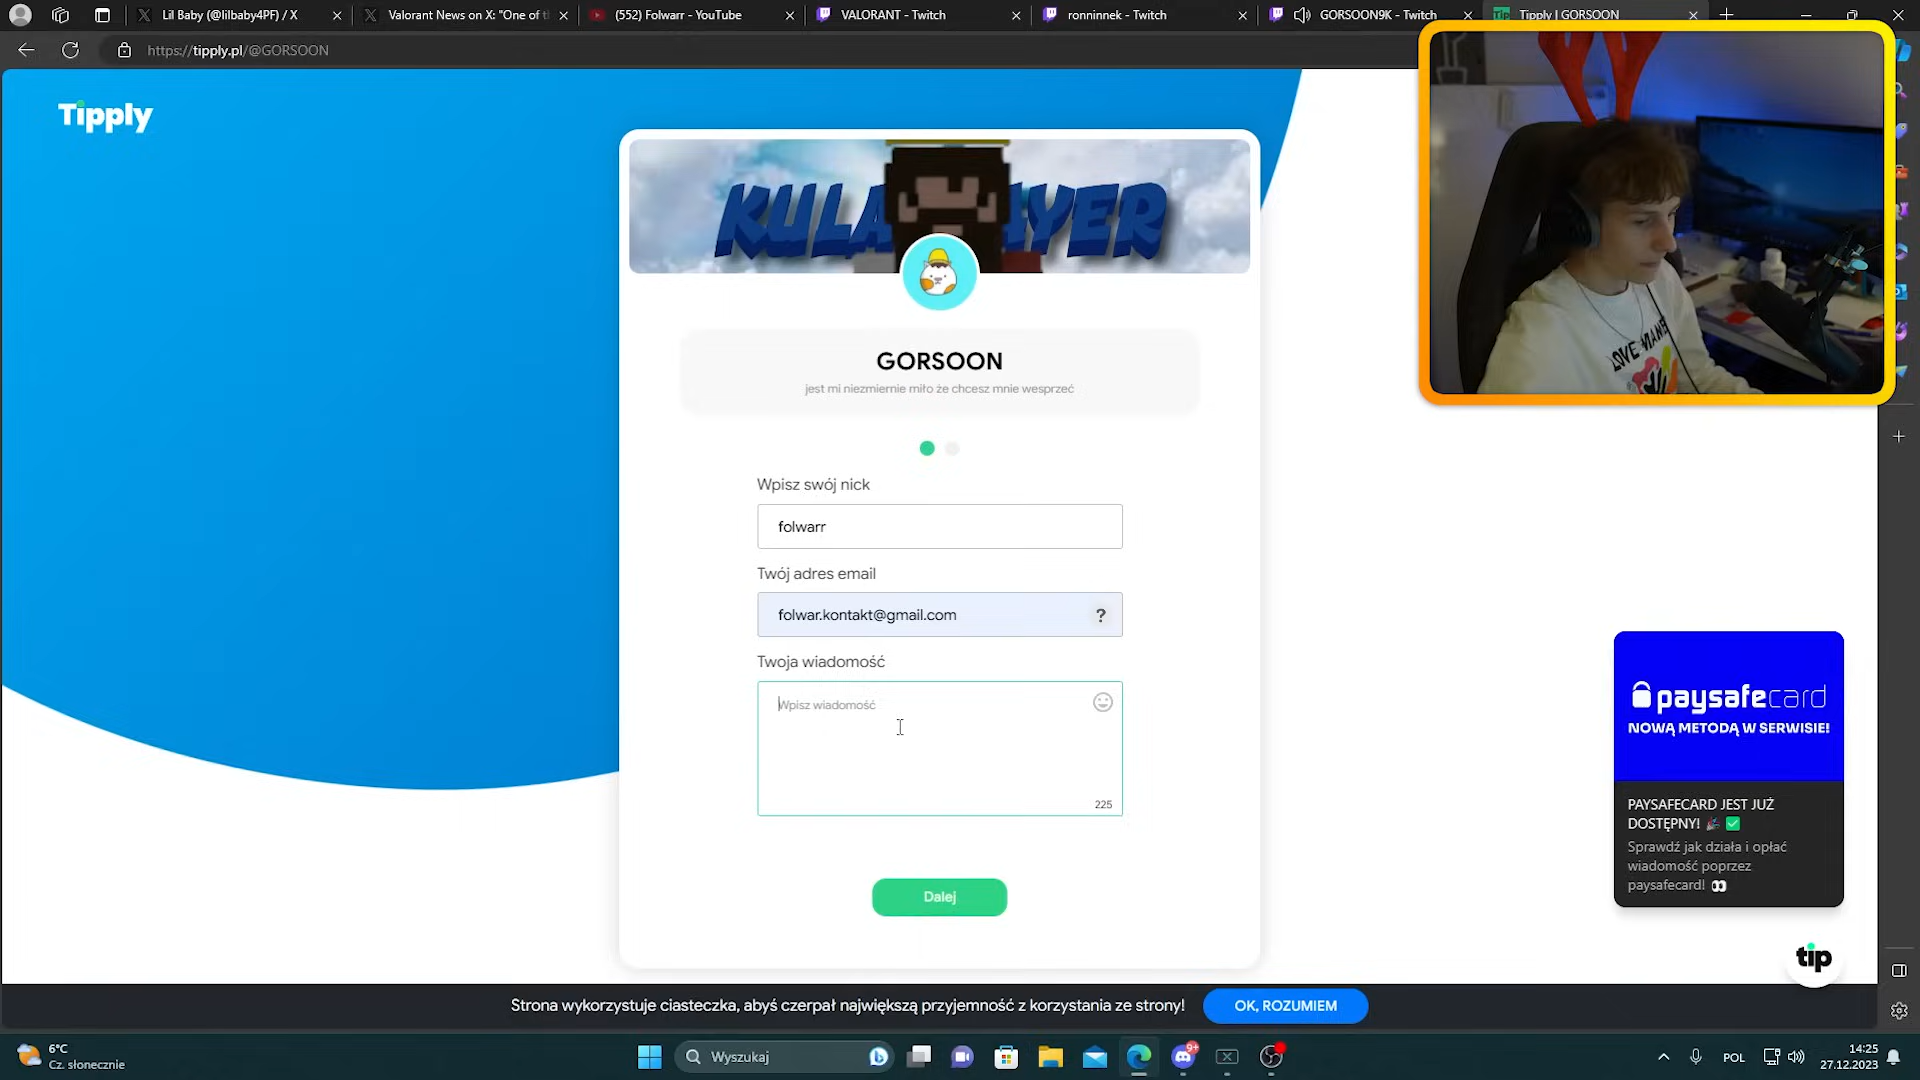 Lil Baby (@lilbaby4PF) / X
Valorant News on X: "One of t
(552) Folwarr - YouTube
VALORANT - Twitch
ronninnek - Twitch
GORSOON9K - Twitch
Tipply | GORSOON
https://tipply.pl/@GORSOON
Tipply
KULA
AYER
GORSOON
jest mi niezmiernie miło że chcesz mnie wesprzeć
Wpisz swój nick
folwarr
Twój adres email
folwar.kontakt@gmail.com
?
Twoja wiadomość
Wpisz wiadomość
225
Dalej
LOVE
paysafecard
NOWĄ METODĄ W SERWISIE!
PAYSAFECARD JEST JUŻ
DOSTĘPNY! 🎉 ✅
Sprawdź jak działa i opłać
wiadomość poprzez
paysafecard! 👀
tip
Strona wykorzystuje ciasteczka, abyś czerpał największą przyjemność z korzystania ze strony!
OK, ROZUMIEM
6°C
Cz. słonecznie
Wyszukaj
9+
POL
14:25
27.12.2023